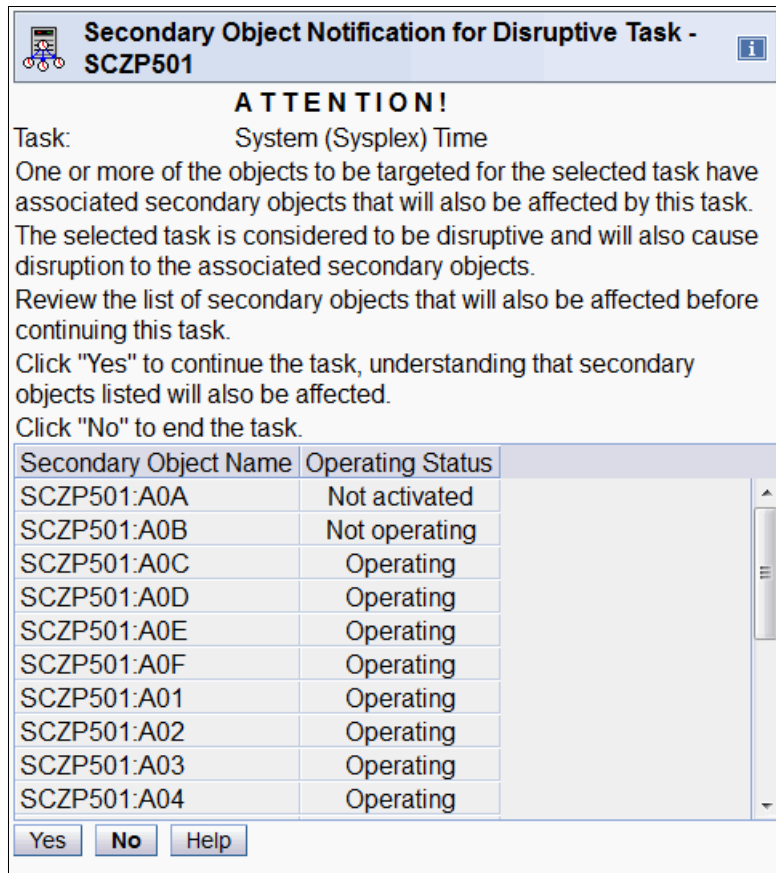 Secondary Object Notification for Disruptive Task -
SCZP501
i
ATTENTION!
Task: System (Sysplex) Time
One or more of the objects to be targeted for the selected task have
associated secondary objects that will also be affected by this task.
The selected task is considered to be disruptive and will also cause
disruption to the associated secondary objects.
Review the list of secondary objects that will also be affected before
continuing this task.
Click "Yes" to continue the task, understanding that secondary
objects listed will also be affected.
Click "No" to end the task.
Secondary Object Name Operating Status
SCZP501:A0A Not activated
SCZP501:A0B Not operating
SCZP501:A0C Operating
SCZP501:A0D Operating
SCZP501:A0E Operating
SCZP501:A0F Operating
SCZP501:A01 Operating
SCZP501:A02 Operating
SCZP501:A03 Operating
SCZP501:A04 Operating
Yes No Help